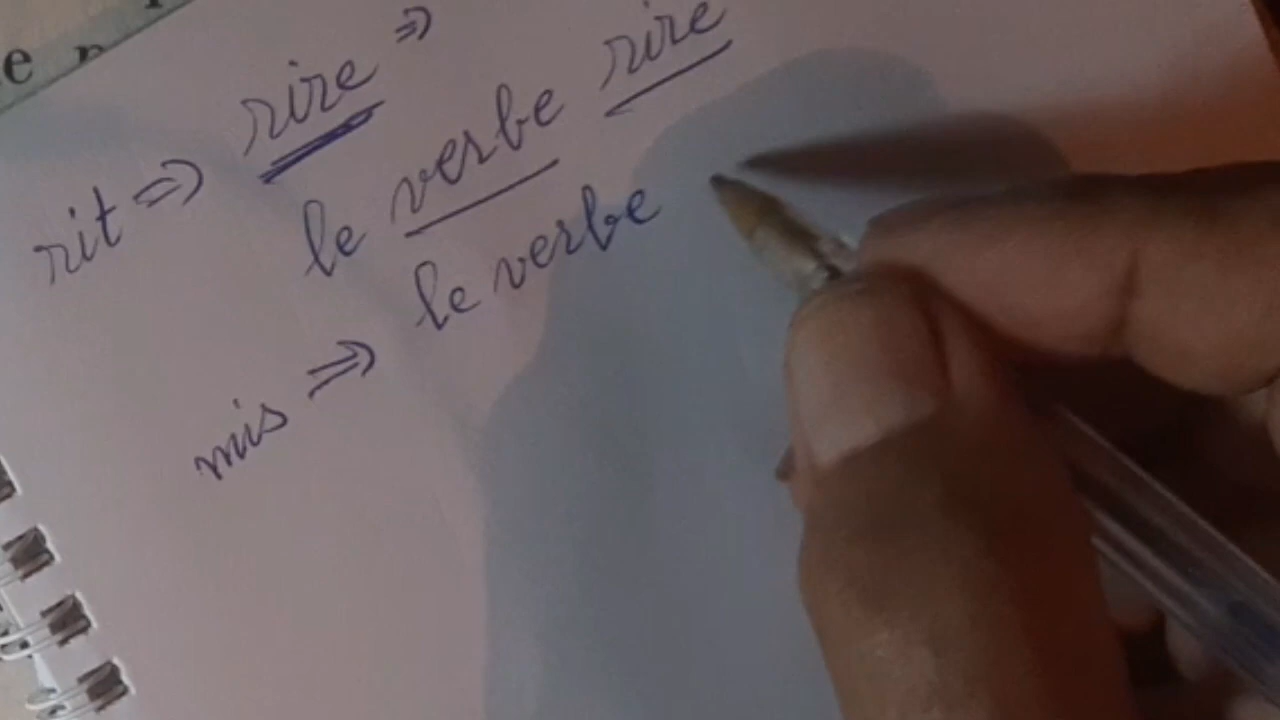 rit => rire =>
le verbe rire
mis => le verbe